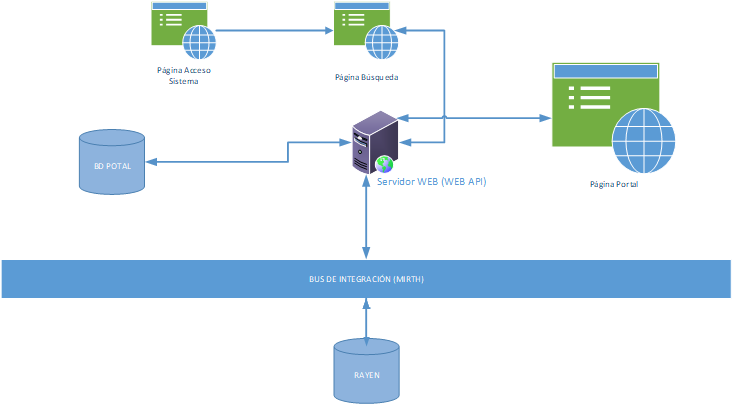 Página Acceso
Sistema
Página Búsqueda
BD POTAL
Servidor WEB (WEB API)
Página Portal
BUS DE INTEGRACIÓN (MIRTH)
RAYEN